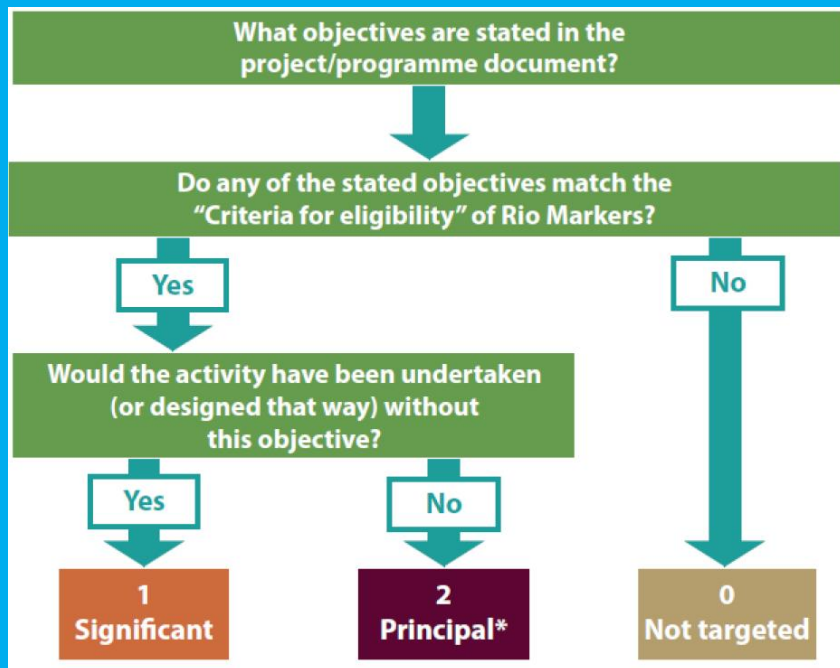 What objectives are stated in the
project/programme document?
Do any of the stated objectives match the
“Criteria for eligibility” of Rio Markers?
Yes
No
Would the activity have been undertaken
(or designed that way) without
this objective?
Yes
No
1
Significant
2
Principal*
0
Not targeted